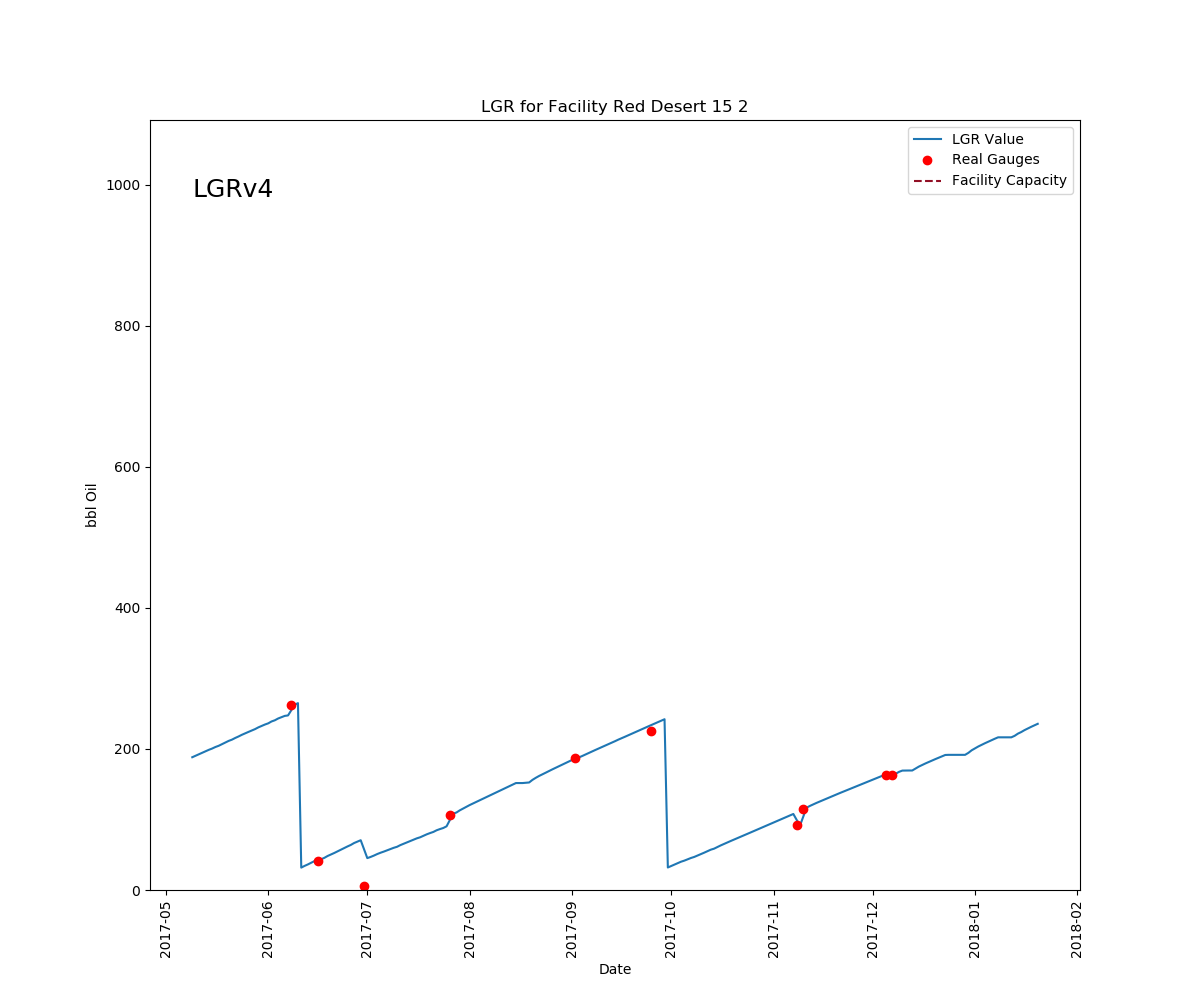 LGR for Facility Red Desert 15 2
LGR Value
Real Gauges
Facility Capacity
LGRv4
1000
800
600
400
200
0
bbl Oil
2017-05
2017-06
2017-07
2017-08
2017-09
2017-10
2017-11
2017-12
2018-01
2018-02
Date